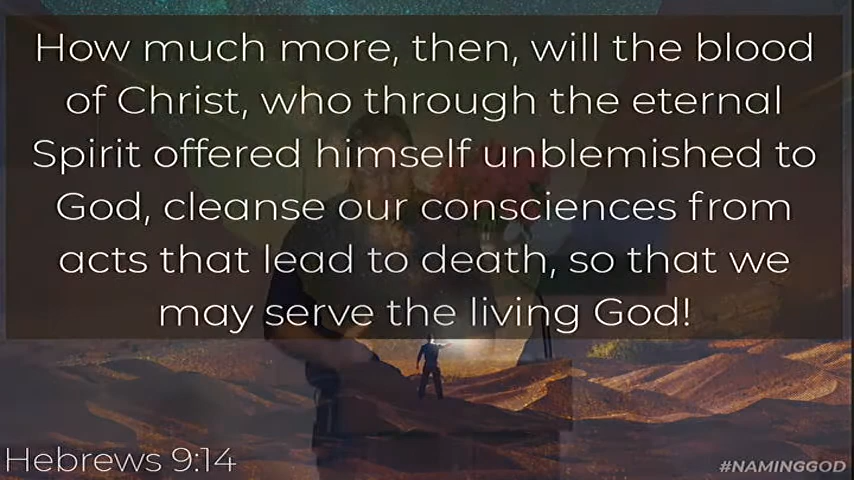 How much more, then, will the blood
of Christ, who through the eternal
Spirit offered himself unblemished to
God, cleanse our consciences from
acts that lead to death, so that we
may serve the living God!
Hebrews 9:14
#NAMINGGOD